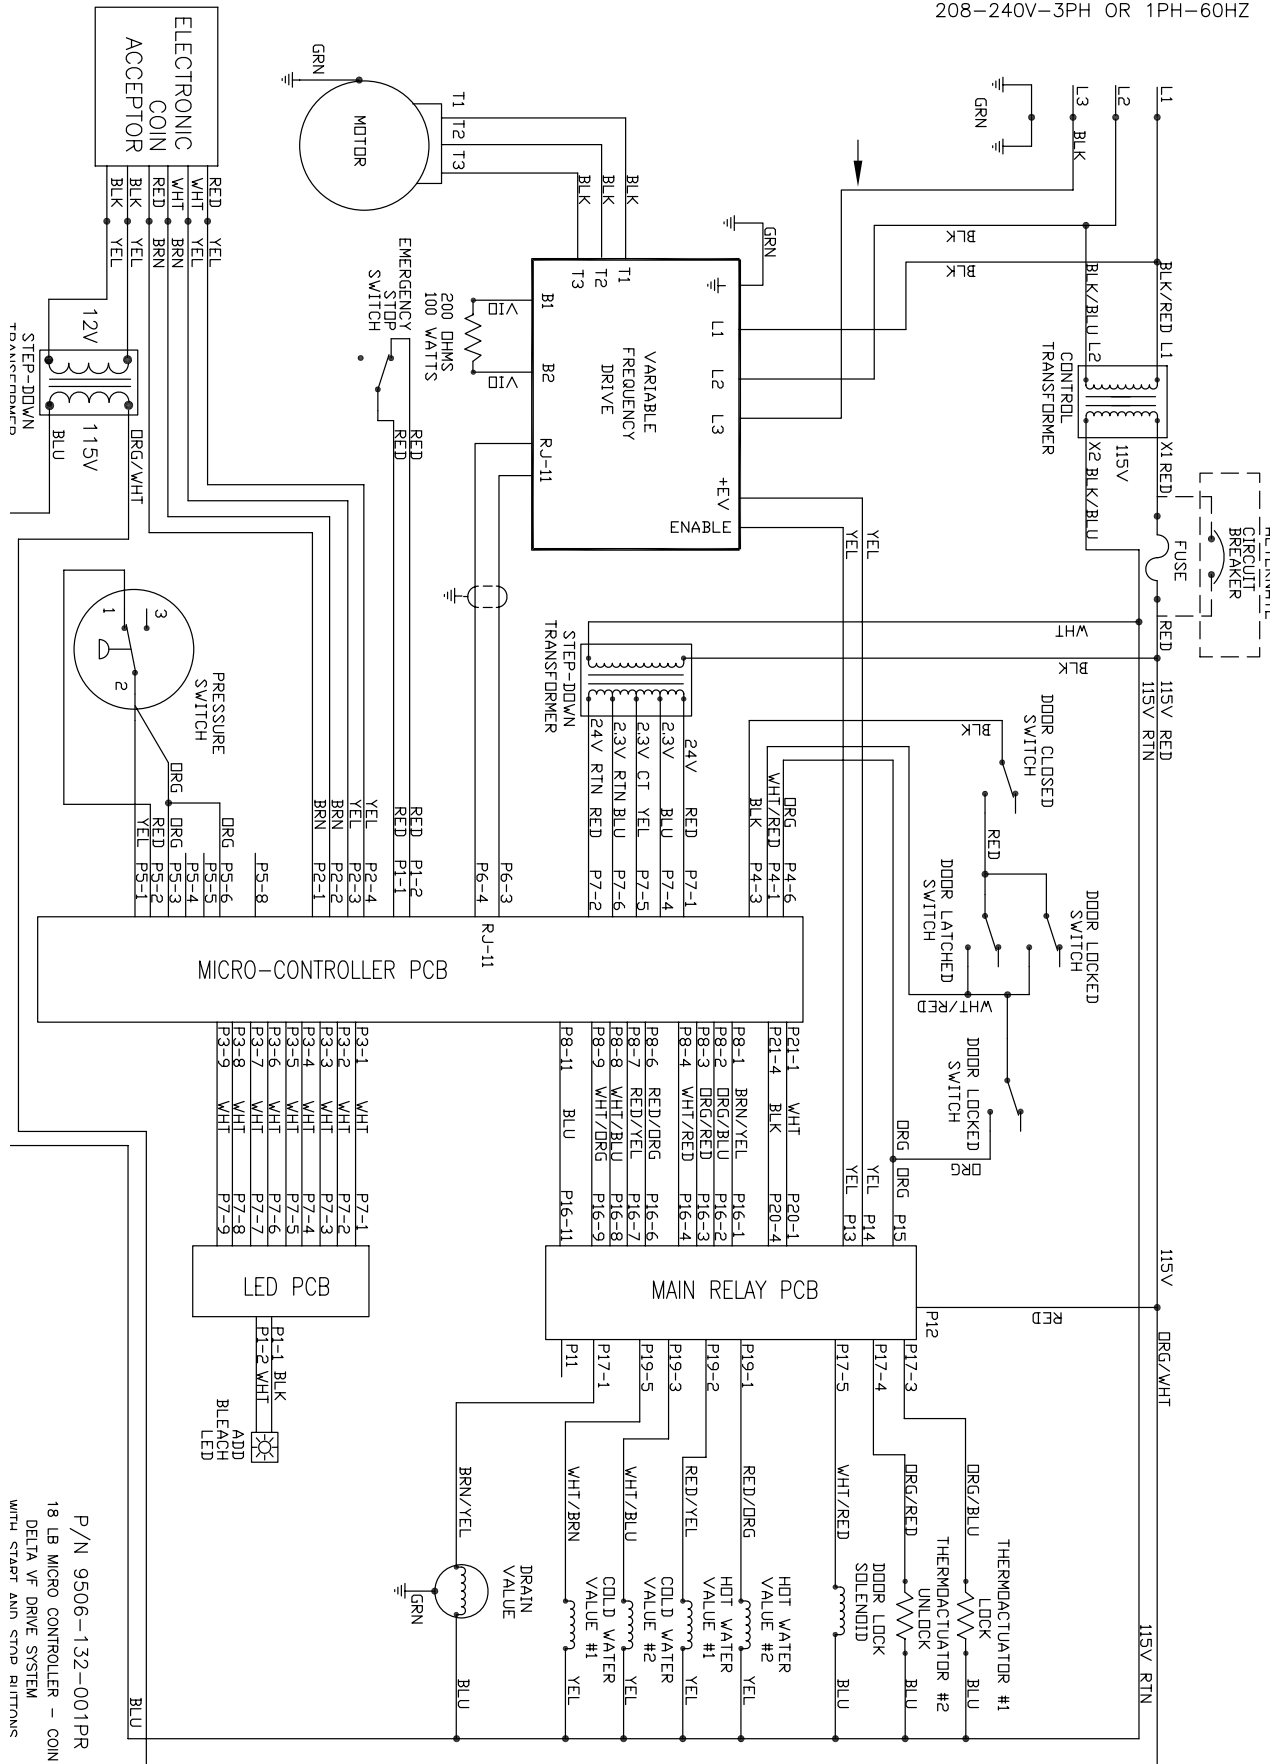 208-240V-3PH OR 1PH-60HZ
L1
L2
L3
BLK
GRN
ELECTRONIC
COIN
ACCEPTOR
GRN
MOTOR
T1
T2
T3
BLK
BLK
BLK
RED
WHT
WHT
RED
BLK
BLK
YEL
YEL
BRN
BRN
YEL
YEL
12V
115V
STEP-DOWN
TRANSFORMER
BLU
ORG/WHT
EMERGENCY
STOP
SWITCH
RED
RED
200 OHMS
100 WATTS
VIO
VIO
GRN
VARIABLE
FREQUENCY
DRIVE
T1
T2
T3
B1
B2
RJ-11
L1
L2
L3
+EV
ENABLE
YEL
YEL
BLK
BLK
BLK/RED L1
BLK/BLU L2
CONTROL
TRANSFORMER
115V
X1 RED
X2 BLK/BLU
FUSE
ALTERNATE
CIRCUIT
BREAKER
RED
WHT
BLK
115V RED
115V RTN
STEP-DOWN
TRANSFORMER
24V RED P7-1
2.3V BLU P7-4
2.3V CT YEL P7-5
2.3V RTN BLU P7-6
24V RTN RED P7-2
PRESSURE
SWITCH
1
2
3
ORG
ORG P5-6
P5-5
P5-4
ORG P5-3
RED P5-2
YEL P5-1
P5-8
BRN P2-1
BRN P2-2
YEL P2-3
YEL P2-4
RED P1-1
RED P1-2
P6-4
P6-3
RJ-11
BLK P4-3
WHT/RED P4-1
ORG P4-6
BLK
DOOR CLOSED
SWITCH
RED
DOOR LATCHED
SWITCH
DOOR LOCKED
SWITCH
WHT/RED
DOOR LOCKED
SWITCH
ORG
MICRO-CONTROLLER PCB
P3-9 WHT P7-9
P3-8 WHT P7-8
P3-7 WHT P7-7
P3-6 WHT P7-6
P3-5 WHT P7-5
P3-4 WHT P7-4
P3-3 WHT P7-3
P3-2 WHT P7-2
P3-1 WHT P7-1
P8-11 BLU P16-11
P8-9 WHT/ORG P16-9
P8-8 WHT/BLU P16-8
P8-7 RED/YEL P16-7
P8-6 RED/ORG P16-6
P8-4 WHT/RED P16-4
P8-3 ORG/RED P16-3
P8-2 ORG/BLU P16-2
P8-1 BRN/YEL P16-1
P21-4 BLK P20-4
P21-1 WHT P20-1
YEL P13
YEL P14
ORG
ORG P15
LED PCB
P1-1 BLK
P1-2 WHT
ADD
BLEACH
LED
MAIN RELAY PCB
P12
RED
115V
ORG/WHT
P11
P17-1
P19-5
P19-3
P19-2
P19-1
P17-5
P17-4
P17-3
BRN/YEL
WHT/BRN
WHT/BLU
RED/YEL
RED/ORG
WHT/RED
ORG/RED
ORG/BLU
DRAIN
VALUE
GRN
COLD WATER
VALUE #1
COLD WATER
VALUE #2
HOT WATER
VALUE #1
HOT WATER
VALUE #2
DOOR LOCK
SOLENOID
THERMOACTUATOR #2
UNLOCK
THERMOACTUATOR #1
LOCK
BLU
YEL
YEL
YEL
YEL
BLU
BLU
BLU
115V RTN
BLU
P/N 9506-132-001PR
18 LB MICRO CONTROLLER - COIN
DELTA VF DRIVE SYSTEM
WITH START AND STOP BUTTONS